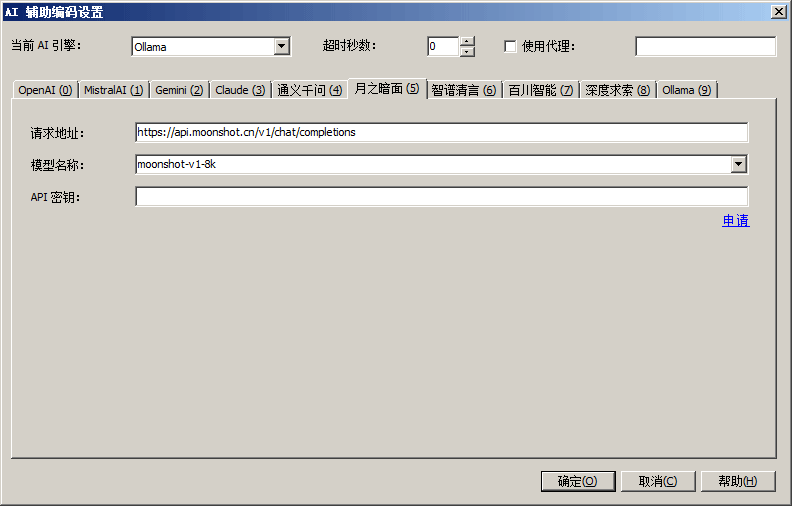 AI 辅助编码设置
当前 AI 引擎： Ollama 超时秒数： 0 使用代理：
OpenAI (0) MistralAI (1) Gemini (2) Claude (3) 通义千问 (4) 月之暗面 (5) 智谱清言 (6) 百川智能 (7) 深度求索 (8) Ollama (9)
请求地址： https://api.moonshot.cn/v1/chat/completions
模型名称： moonshot-v1-8k
API 密钥：
申请
确定(O) 取消(C) 帮助(H)